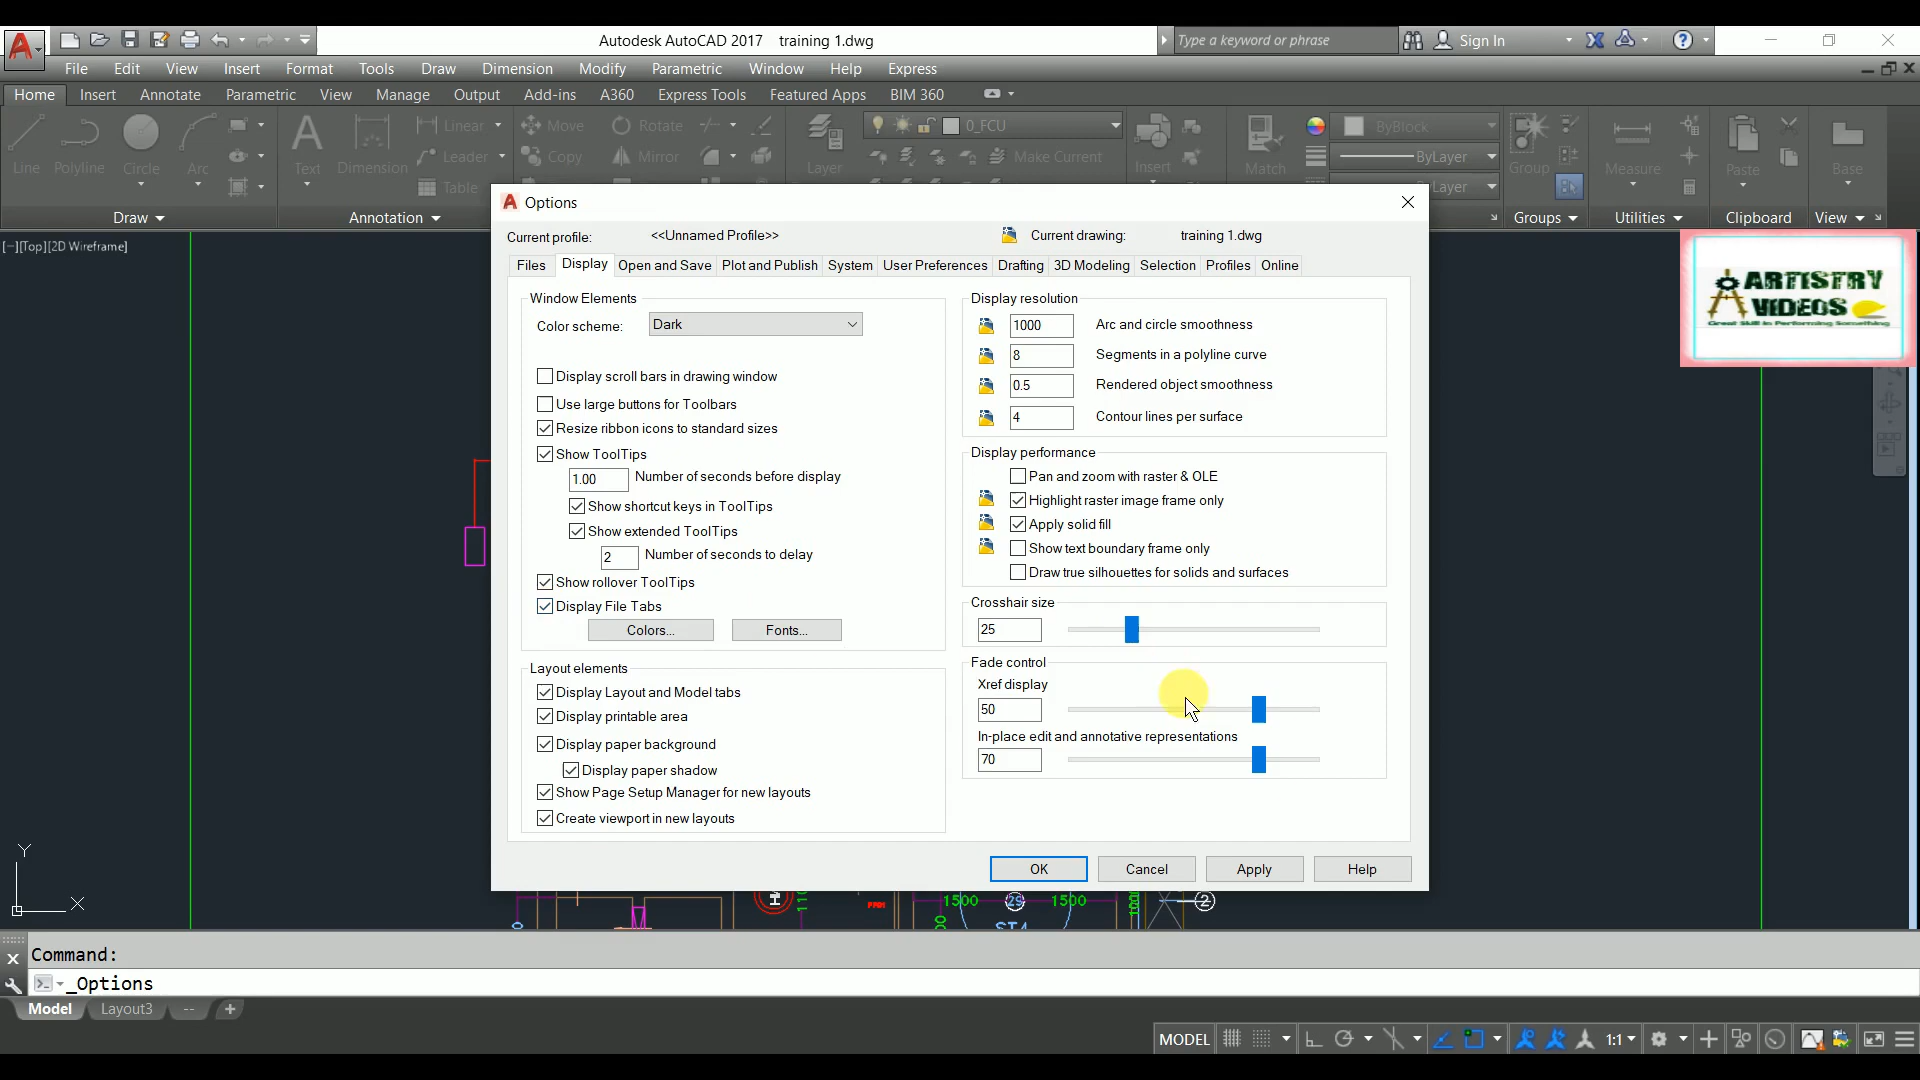 Autodesk AutoCAD 2017 training 1.dwg
Type a keyword or phrase
Sign In
File Edit View Insert Format Tools Draw Dimension Modify Parametric Window Help Express
Home Insert Annotate Parametric View Manage Output Add-ins A360 Express Tools Featured Apps BIM 360
Linear Move Rotate 0_FCU ByBlock
Leader Copy Mirror Make Current ByLayer
Line Polyline Circle Arc Text Dimension Layer Insert Match Group Measure Paste Base
Table ByLayer
Draw Annotation Groups Utilities Clipboard View
[−][Top][2D Wireframe]
Options
Current profile: <<Unnamed Profile>> Current drawing: training 1.dwg
Files Display Open and Save Plot and Publish System User Preferences Drafting 3D Modeling Selection Profiles Online
Window Elements
Color scheme: Dark
Display scroll bars in drawing window
Use large buttons for Toolbars
Resize ribbon icons to standard sizes
Show ToolTips
1.00 Number of seconds before display
Show shortcut keys in ToolTips
Show extended ToolTips
2 Number of seconds to delay
Show rollover ToolTips
Display File Tabs
Colors... Fonts...
Layout elements
Display Layout and Model tabs
Display printable area
Display paper background
Display paper shadow
Show Page Setup Manager for new layouts
Create viewport in new layouts
Display resolution
1000 Arc and circle smoothness
8 Segments in a polyline curve
0.5 Rendered object smoothness
4 Contour lines per surface
Display performance
Pan and zoom with raster & OLE
Highlight raster image frame only
Apply solid fill
Show text boundary frame only
Draw true silhouettes for solids and surfaces
Crosshair size
25
Fade control
Xref display
50
In-place edit and annotative representations
70
OK Cancel Apply Help
ARTISTRY
VIDEOS
Great Skill in Performing Something
1500 29 1500 2
Y
X
Command:
_Options
Model Layout3 -- +
MODEL 1:1